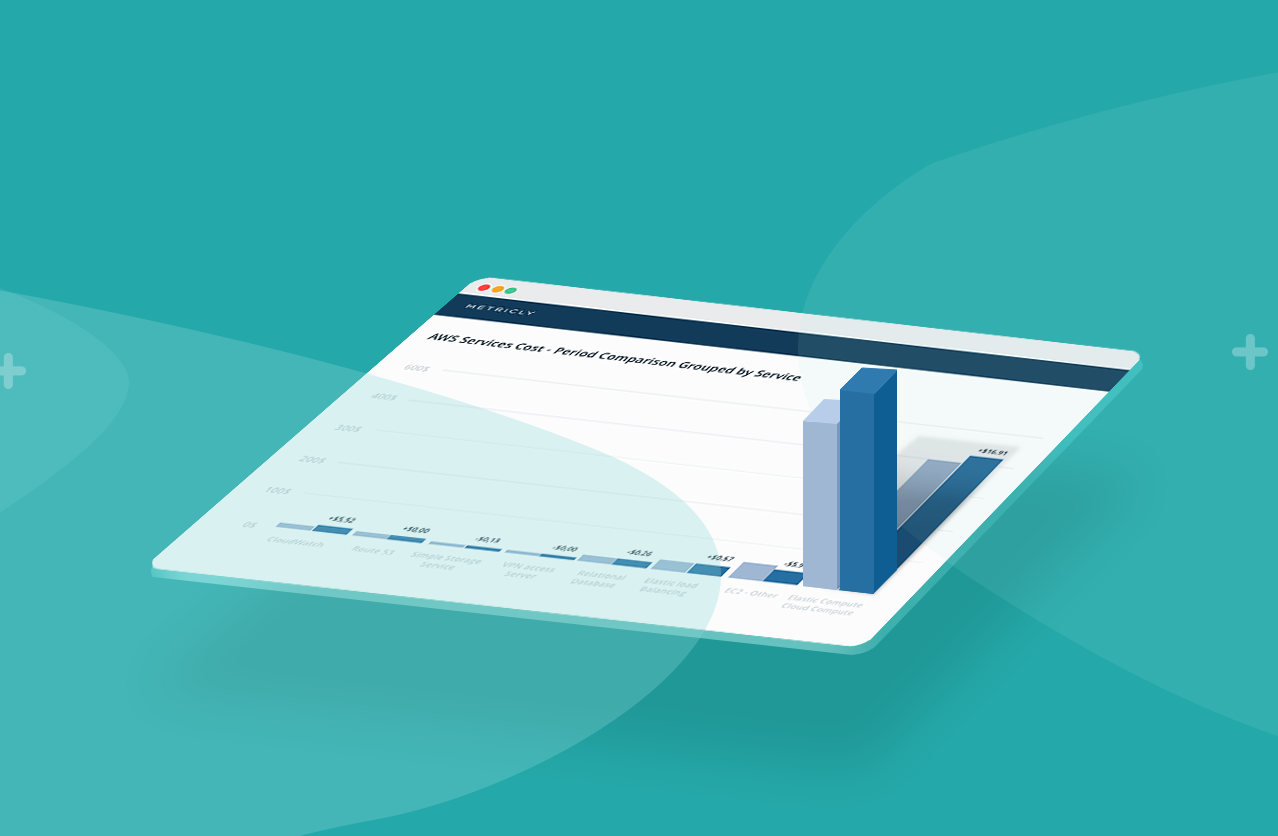 METRICLY
AWS Services Cost - Period Comparison Grouped by Service
600$
400$
300$
200$
100$
0$
+$5.52
+$0.00
-$0.13
-$0.00
-$0.26
+$0.57
+$16.91
CloudWatch
Route 53
Simple Storage
Service
VPN access
Server
Relational
Database
Elastic load
Balancing
EC2 - Other
Elastic Compute
Cloud Compute